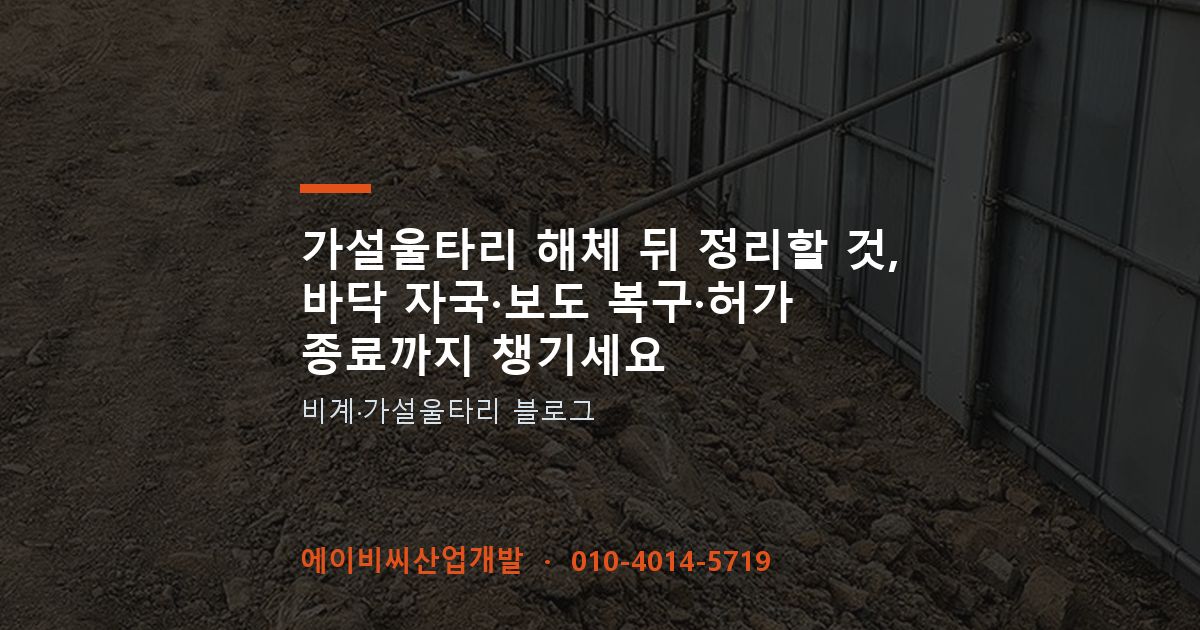 가설울타리 해체 뒤 정리할 것,
바닥 자국·보도 복구·허가
종료까지 챙기세요
비계·가설울타리 블로그
에이비씨산업개발 · 010-4014-5719